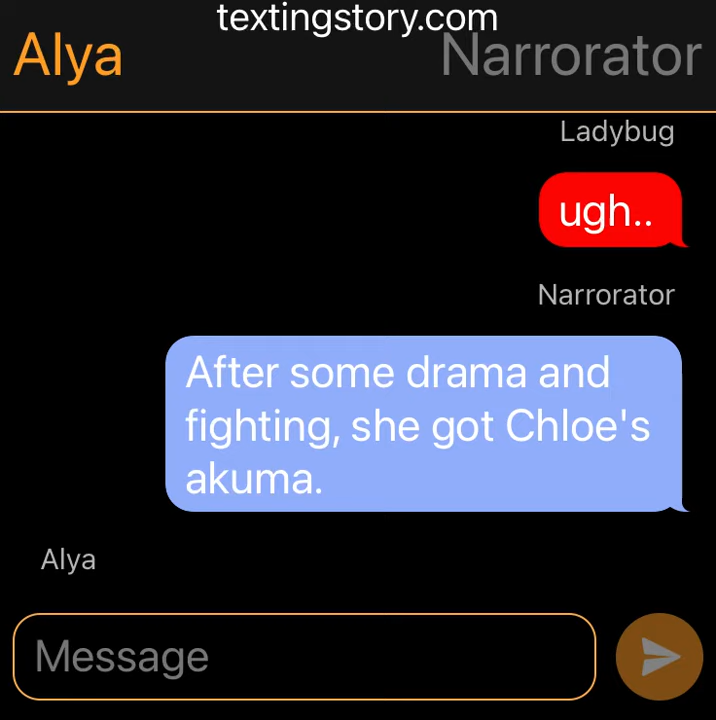 textingstory.com
Alya
Narrorator
Ladybug
ugh..
Narrorator
After some drama and
fighting, she got Chloe's
akuma.
Alya
Message